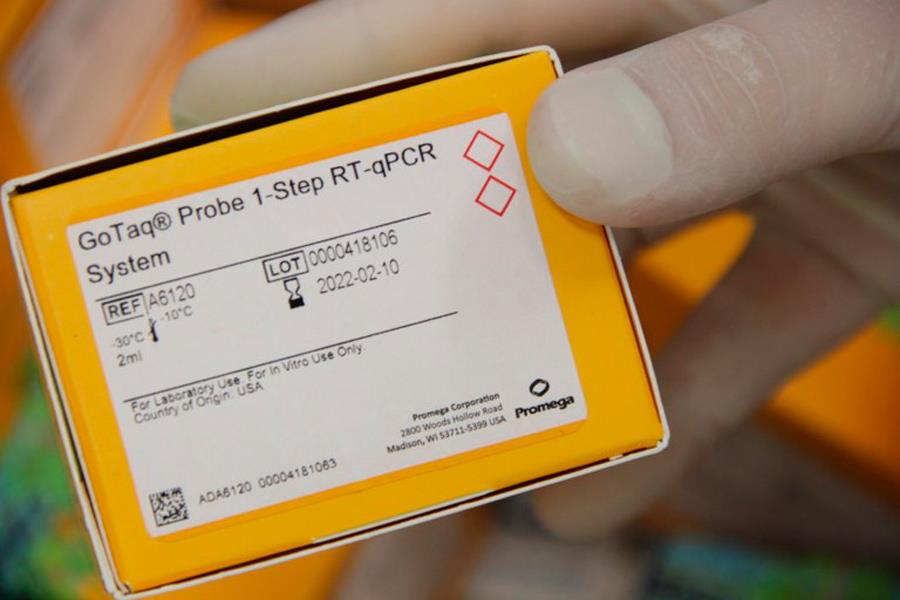 GoTaq® Probe 1-Step RT-qPCR
System
REF A6120
LOT 0000418106
2022-02-10
-30°C -10°C
2ml
For Laboratory Use. For In Vitro Use Only.
Country of Origin: USA
Promega Corporation
2800 Woods Hollow Road
Madison, WI 53711-5399 USA
Promega
ADA6120 00004181063